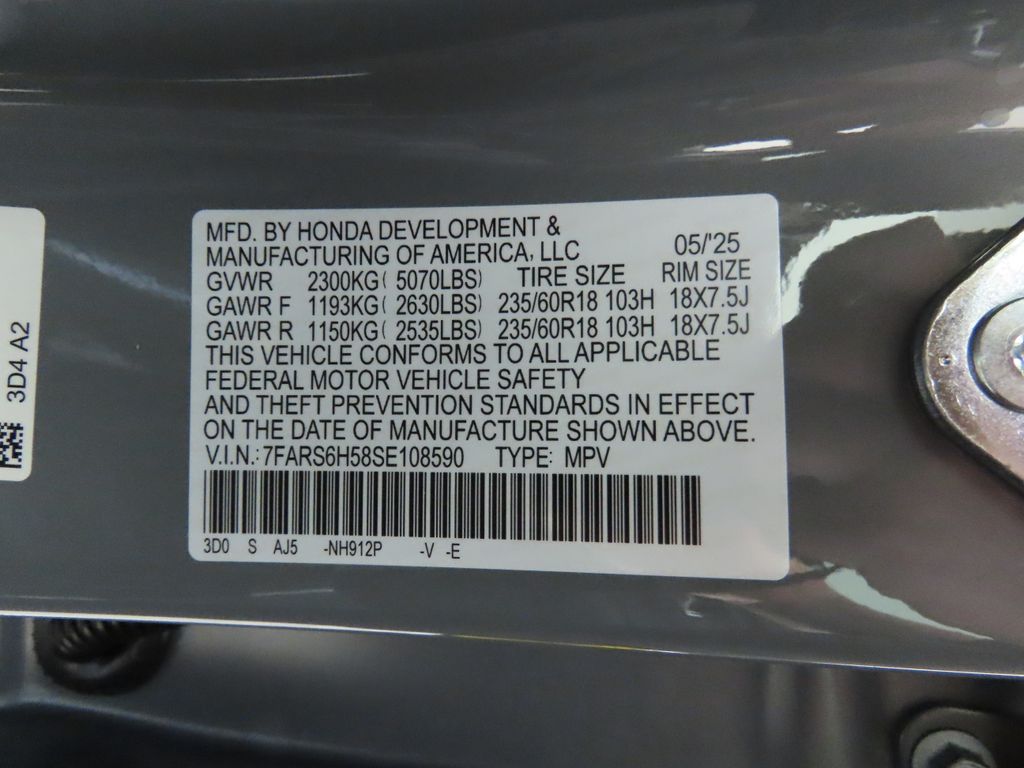 MFD. BY HONDA DEVELOPMENT &
MANUFACTURING OF AMERICA, LLC 05/'25
GVWR 2300KG( 5070LBS) TIRE SIZE RIM SIZE
GAWR F 1193KG( 2630LBS) 235/60R18 103H 18X7.5J
GAWR R 1150KG( 2535LBS) 235/60R18 103H 18X7.5J
THIS VEHICLE CONFORMS TO ALL APPLICABLE
FEDERAL MOTOR VEHICLE SAFETY
AND THEFT PREVENTION STANDARDS IN EFFECT
ON THE DATE OF MANUFACTURE SHOWN ABOVE.
V.I.N.: 7FARS6H58SE108590 TYPE: MPV
3D0 S AJ5 -NH912P -V -E
3D4 A2